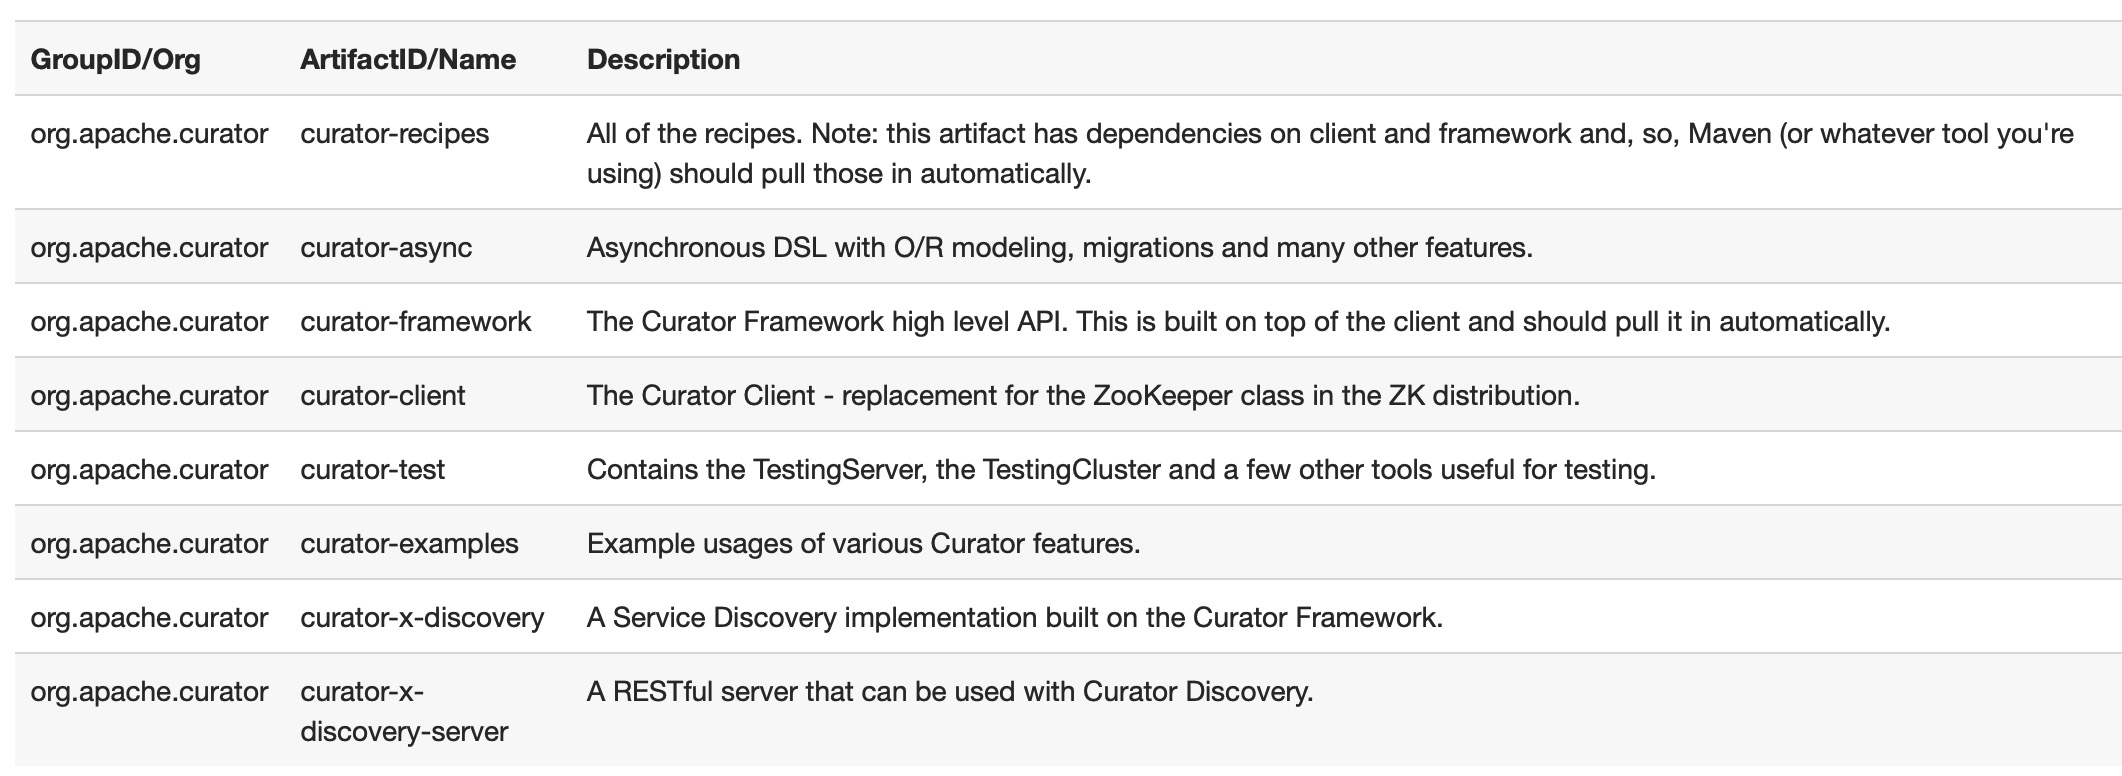 GroupID/Org ArtifactID/Name Description
org.apache.curator curator-recipes All of the recipes. Note: this artifact has dependencies on client and framework and, so, Maven (or whatever tool you're
using) should pull those in automatically.
org.apache.curator curator-async Asynchronous DSL with O/R modeling, migrations and many other features.
org.apache.curator curator-framework The Curator Framework high level API. This is built on top of the client and should pull it in automatically.
org.apache.curator curator-client The Curator Client - replacement for the ZooKeeper class in the ZK distribution.
org.apache.curator curator-test Contains the TestingServer, the TestingCluster and a few other tools useful for testing.
org.apache.curator curator-examples Example usages of various Curator features.
org.apache.curator curator-x-discovery A Service Discovery implementation built on the Curator Framework.
org.apache.curator curator-x- A RESTful server that can be used with Curator Discovery.
discovery-server